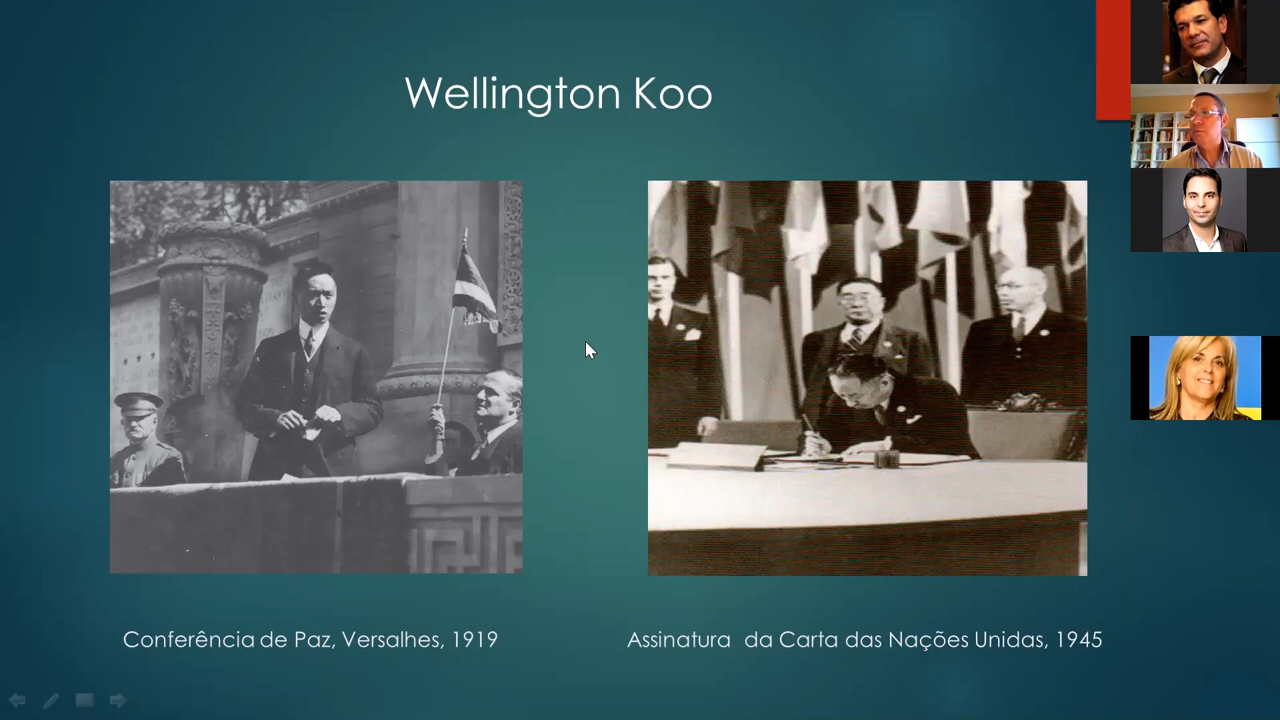 Wellington Koo
Conferência de Paz, Versalhes, 1919
Assinatura da Carta das Nações Unidas, 1945